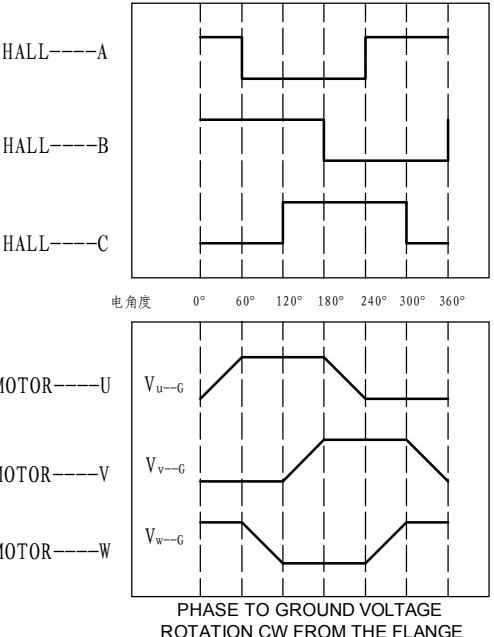 HALL----A
HALL----B
HALL----C
电角度 0° 60° 120° 180° 240° 300° 360°
MOTOR----U Vu--G
MOTOR----V Vv--G
MOTOR----W Vw--G
PHASE TO GROUND VOLTAGE
ROTATION CW FROM THE FLANGE